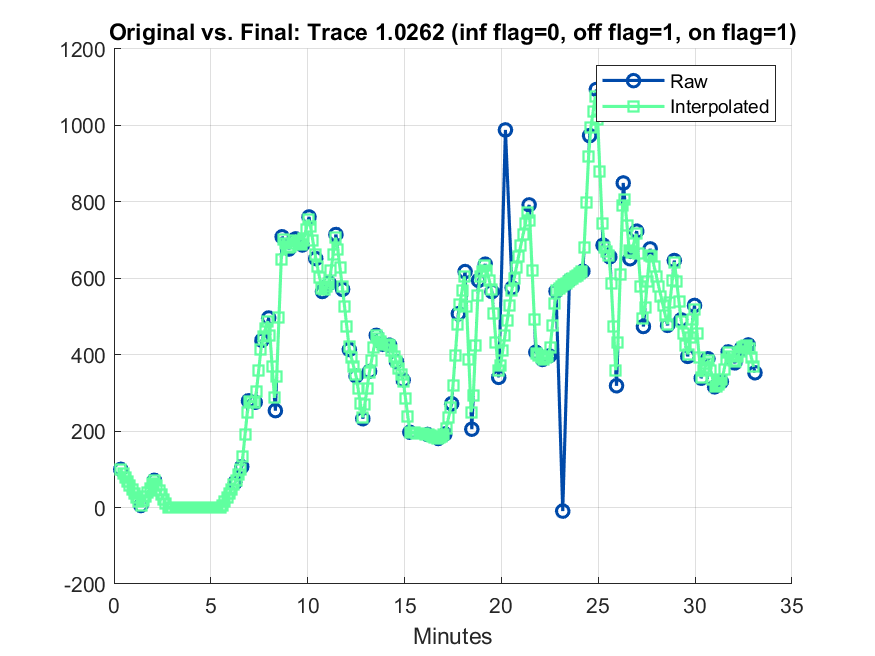 Original vs. Final: Trace 1.0262 (inf flag=0, off flag=1, on flag=1)
1200
1000
800
600
400
200
0
-200
Raw
Interpolated
0 5 10 15 20 25 30 35
Minutes